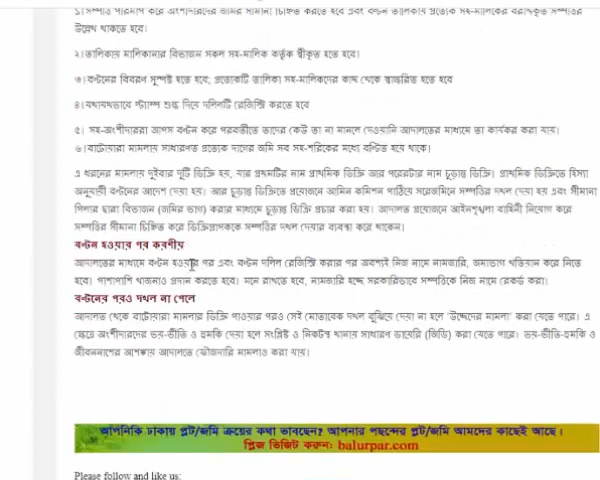 ১। সম্পত্তি পরিমাপ করে অংশীদারদের জমির সীমানা চিহ্নিত করতে হবে এবং বণ্টন তালিকায় প্রত্যেক সহ-মালিকের বরাদ্দকৃত সম্পত্তির
উল্লেখ থাকতে হবে।
২। তালিকায় মালিকানার বিভাজন সকল সহ-মালিক কর্তৃক স্বীকৃত হতে হবে।
৩। বণ্টনের বিবরণ সুস্পষ্ট হতে হবে; প্রত্যেকটি তালিকা সহ-মালিকদের কাছ থেকে স্বাক্ষরিত হতে হবে
৪। যথাযথভাবে স্ট্যাম্প শুল্ক দিয়ে দলিলটি রেজিস্ট্রি করতে হবে
৫। সহ-অংশীদাররা আপস বণ্টন করে পরবর্তীতে তাদের কেউ তা না মানলে দেওয়ানি আদালতের মাধ্যমে তা কার্যকর করা যায়।
৬। বাটোয়ারা মামলায় সাধারণত প্রত্যেক দাগের জমি সব সহ-শরিকের মধ্যে বণ্টিত হয়ে থাকে।
এ ধরনের মামলায় দুইবার দুটি ডিক্রি হয়, যার প্রথমটির নাম প্রাথমিক ডিক্রি আর পরেরটার নাম চূড়ান্ত ডিক্রি। প্রাথমিক ডিক্রিতে হিস্যা
অনুযায়ী বণ্টনের আদেশ দেয়া হয়। আর চূড়ান্ত ডিক্রিতে প্রয়োজনে আমিন কমিশন পাঠিয়ে সরেজমিনে সম্পত্তির দখল দেয়া হয় এবং সীমানা
পিলার দ্বারা বিভাজন (জমির ভাগ) করার মাধ্যমে চূড়ান্ত ডিক্রি প্রচার করা হয়। আদালত প্রয়োজনে আইনশৃঙ্খলা বাহিনী নিয়োগ করে
সম্পত্তির সীমানা চিহ্নিত করে ডিক্রিপ্রাপককে সম্পত্তির দখল দেয়ার ব্যবস্থা করে থাকেন।
বণ্টন হওয়ার পর করণীয়
আদালতের মাধ্যমে বণ্টন হওয়ার পর এবং বণ্টন দলিল রেজিস্ট্রি করার পর অবশ্যই নিজ নামে নামজারি, জমাভাগ খতিয়ান করে নিতে
হবে। পাশাপাশি খাজনাও প্রদান করতে হবে। মনে রাখতে হবে, নামজারি হচ্ছে সরকারিভাবে সম্পত্তিকে নিজ নামে রেকর্ড করা।
বণ্টনের পরও দখল না পেলে
আদালত থেকে বাটোয়ারা মামলার ডিক্রি পাওয়ার পরও সেই মোতাবেক দখল বুঝিয়ে দেয়া না হলে 'উচ্ছেদের মামলা' করা যেতে পারে। এ
ক্ষেত্রে অংশীদারদের ভয়-ভীতি ও হুমকি দেয়া হলে সংশ্লিষ্ট ও নিকটস্থ থানায় সাধারণ ডায়েরি (জিডি) করা যেতে পারে। ভয়-ভীতি-হুমকি ও
জীবননাশের আশঙ্কায় আদালতে ফৌজদারি মামলাও করা যায়।
আপনি কি ঢাকায় প্লট/জমি ক্রয়ের কথা ভাবছেন? আপনার পছন্দের প্লট/জমি আমাদের কাছেই আছে।
প্লিজ ভিজিট করুন: balurpar.com
Please follow and like us: